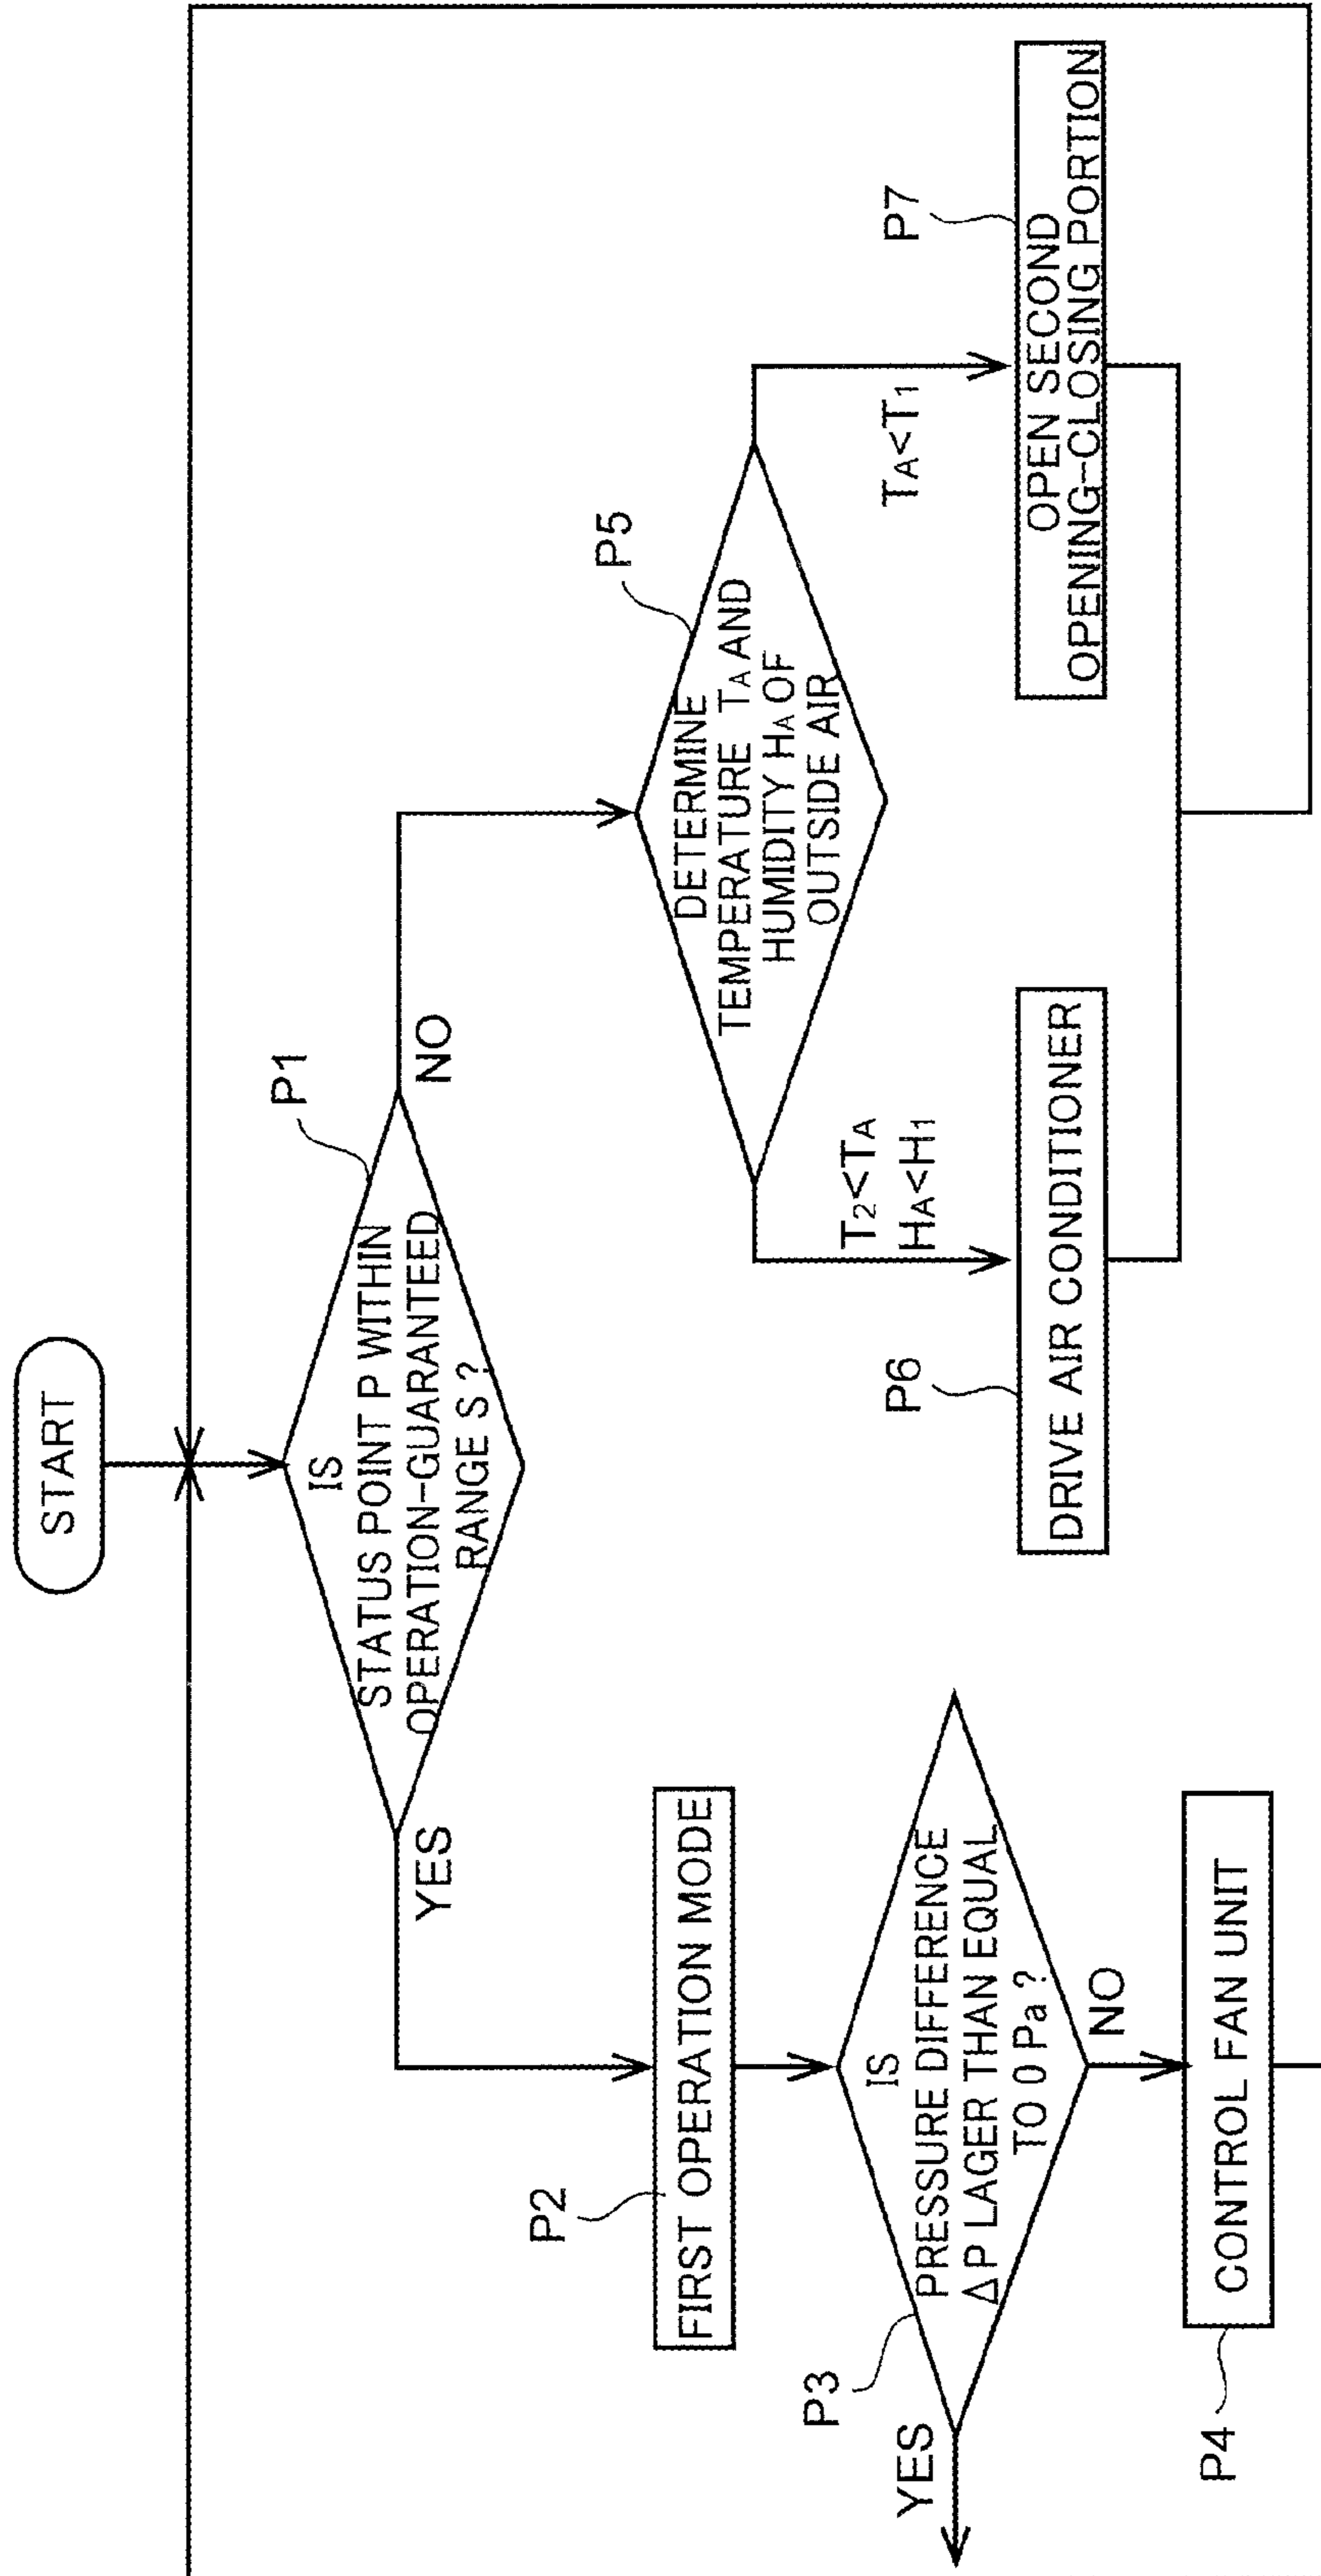 START
P1
IS
STATUS POINT P WITHIN
OPERATION-GUARANTEED
RANGE S ?
YES
NO
P2
FIRST OPERATION MODE
P3
IS
PRESSURE DIFFERENCE
ΔP LAGER THAN EQUAL
TO 0 Pa ?
YES
NO
P4
CONTROL FAN UNIT
P5
DETERMINE
TEMPERATURE TA AND
HUMIDITY HA OF
OUTSIDE AIR
T2<TA
HA<H1
TA<T1
P6
DRIVE AIR CONDITIONER
P7
OPEN SECOND
OPENING-CLOSING PORTION